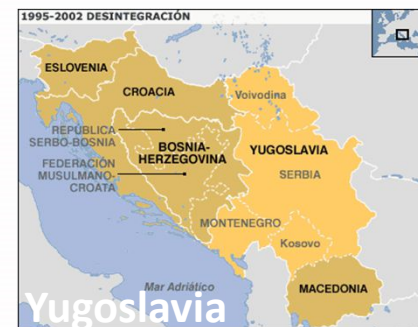 1995-2002 DESINTEGRACIÓN
ESLOVENIA
CROACIA
Voivodina
REPÚBLICA
SERBO-BOSNIA
BOSNIA-
HERZEGOVINA
YUGOSLAVIA
FEDERACIÓN
MUSULMANO-
CROATA
SERBIA
MONTENEGRO
Kosovo
Mar Adriático
MACEDONIA
Yugoslavia